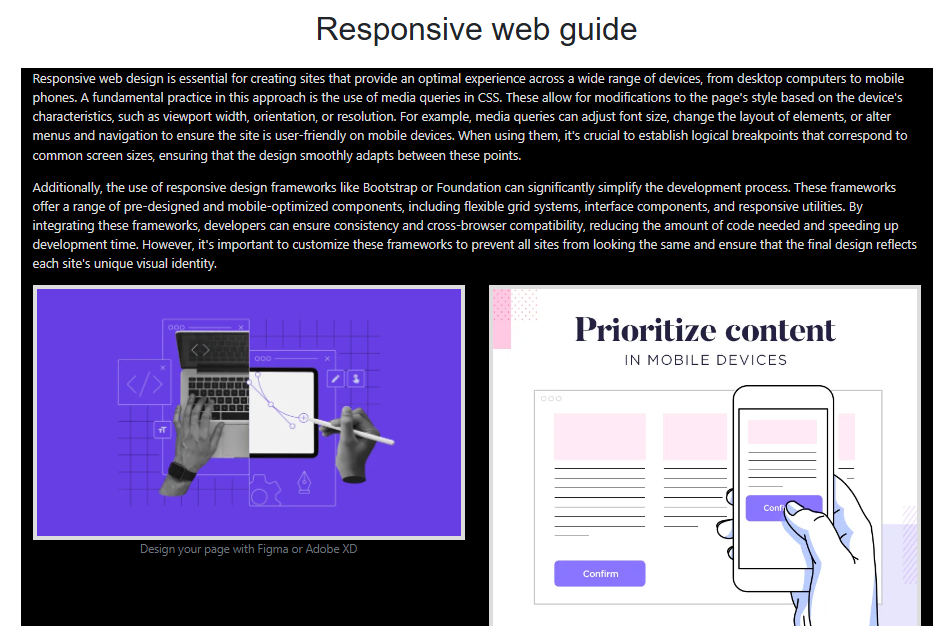 Responsive web guide
Responsive web design is essential for creating sites that provide an optimal experience across a wide range of devices, from desktop computers to mobile
phones. A fundamental practice in this approach is the use of media queries in CSS. These allow for modifications to the page's style based on the device's
characteristics, such as viewport width, orientation, or resolution. For example, media queries can adjust font size, change the layout of elements, or alter
menus and navigation to ensure the site is user-friendly on mobile devices. When using them, it's crucial to establish logical breakpoints that correspond to
common screen sizes, ensuring that the design smoothly adapts between these points.
Additionally, the use of responsive design frameworks like Bootstrap or Foundation can significantly simplify the development process. These frameworks
offer a range of pre-designed and mobile-optimized components, including flexible grid systems, interface components, and responsive utilities. By
integrating these frameworks, developers can ensure consistency and cross-browser compatibility, reducing the amount of code needed and speeding up
development time. However, it's important to customize these frameworks to prevent all sites from looking the same and ensure that the final design reflects
each site's unique visual identity.
</>
TT
Design your page with Figma or Adobe XD
Prioritize content
IN MOBILE DEVICES
Confi
Confirm